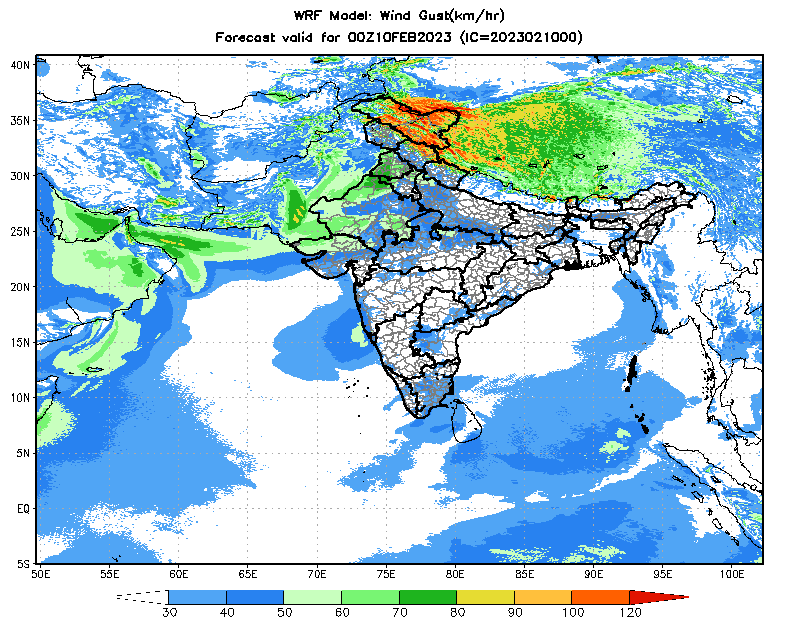 WRF Model: Wind Gust(km/hr)
Forecast valid for 00Z10FEB2023 (IC=2023021000)
40N
35N
30N
25N
20N
15N
10N
5N
EQ
5S
50E 55E 60E 65E 70E 75E 80E 85E 90E 95E 100E
30 40 50 60 70 80 90 100 120